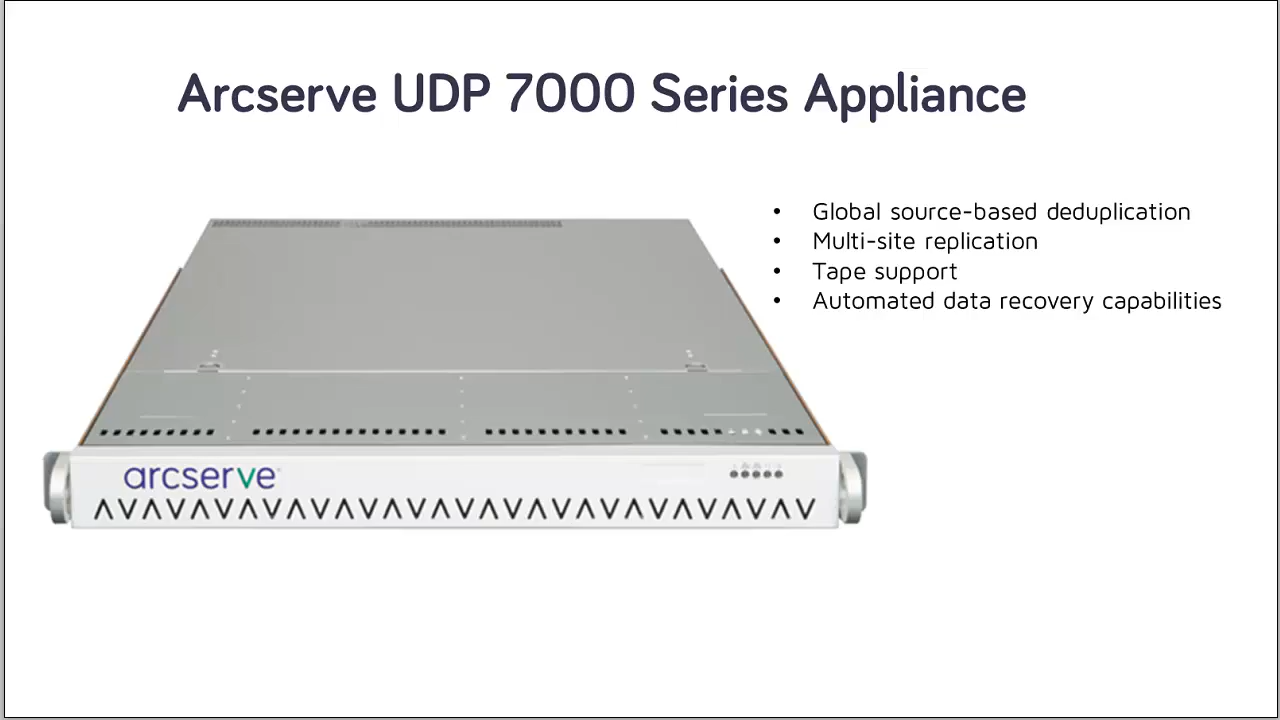 Arcserve UDP 7000 Series Appliance
• Global source-based deduplication
• Multi-site replication
• Tape support
• Automated data recovery capabilities
arcserve